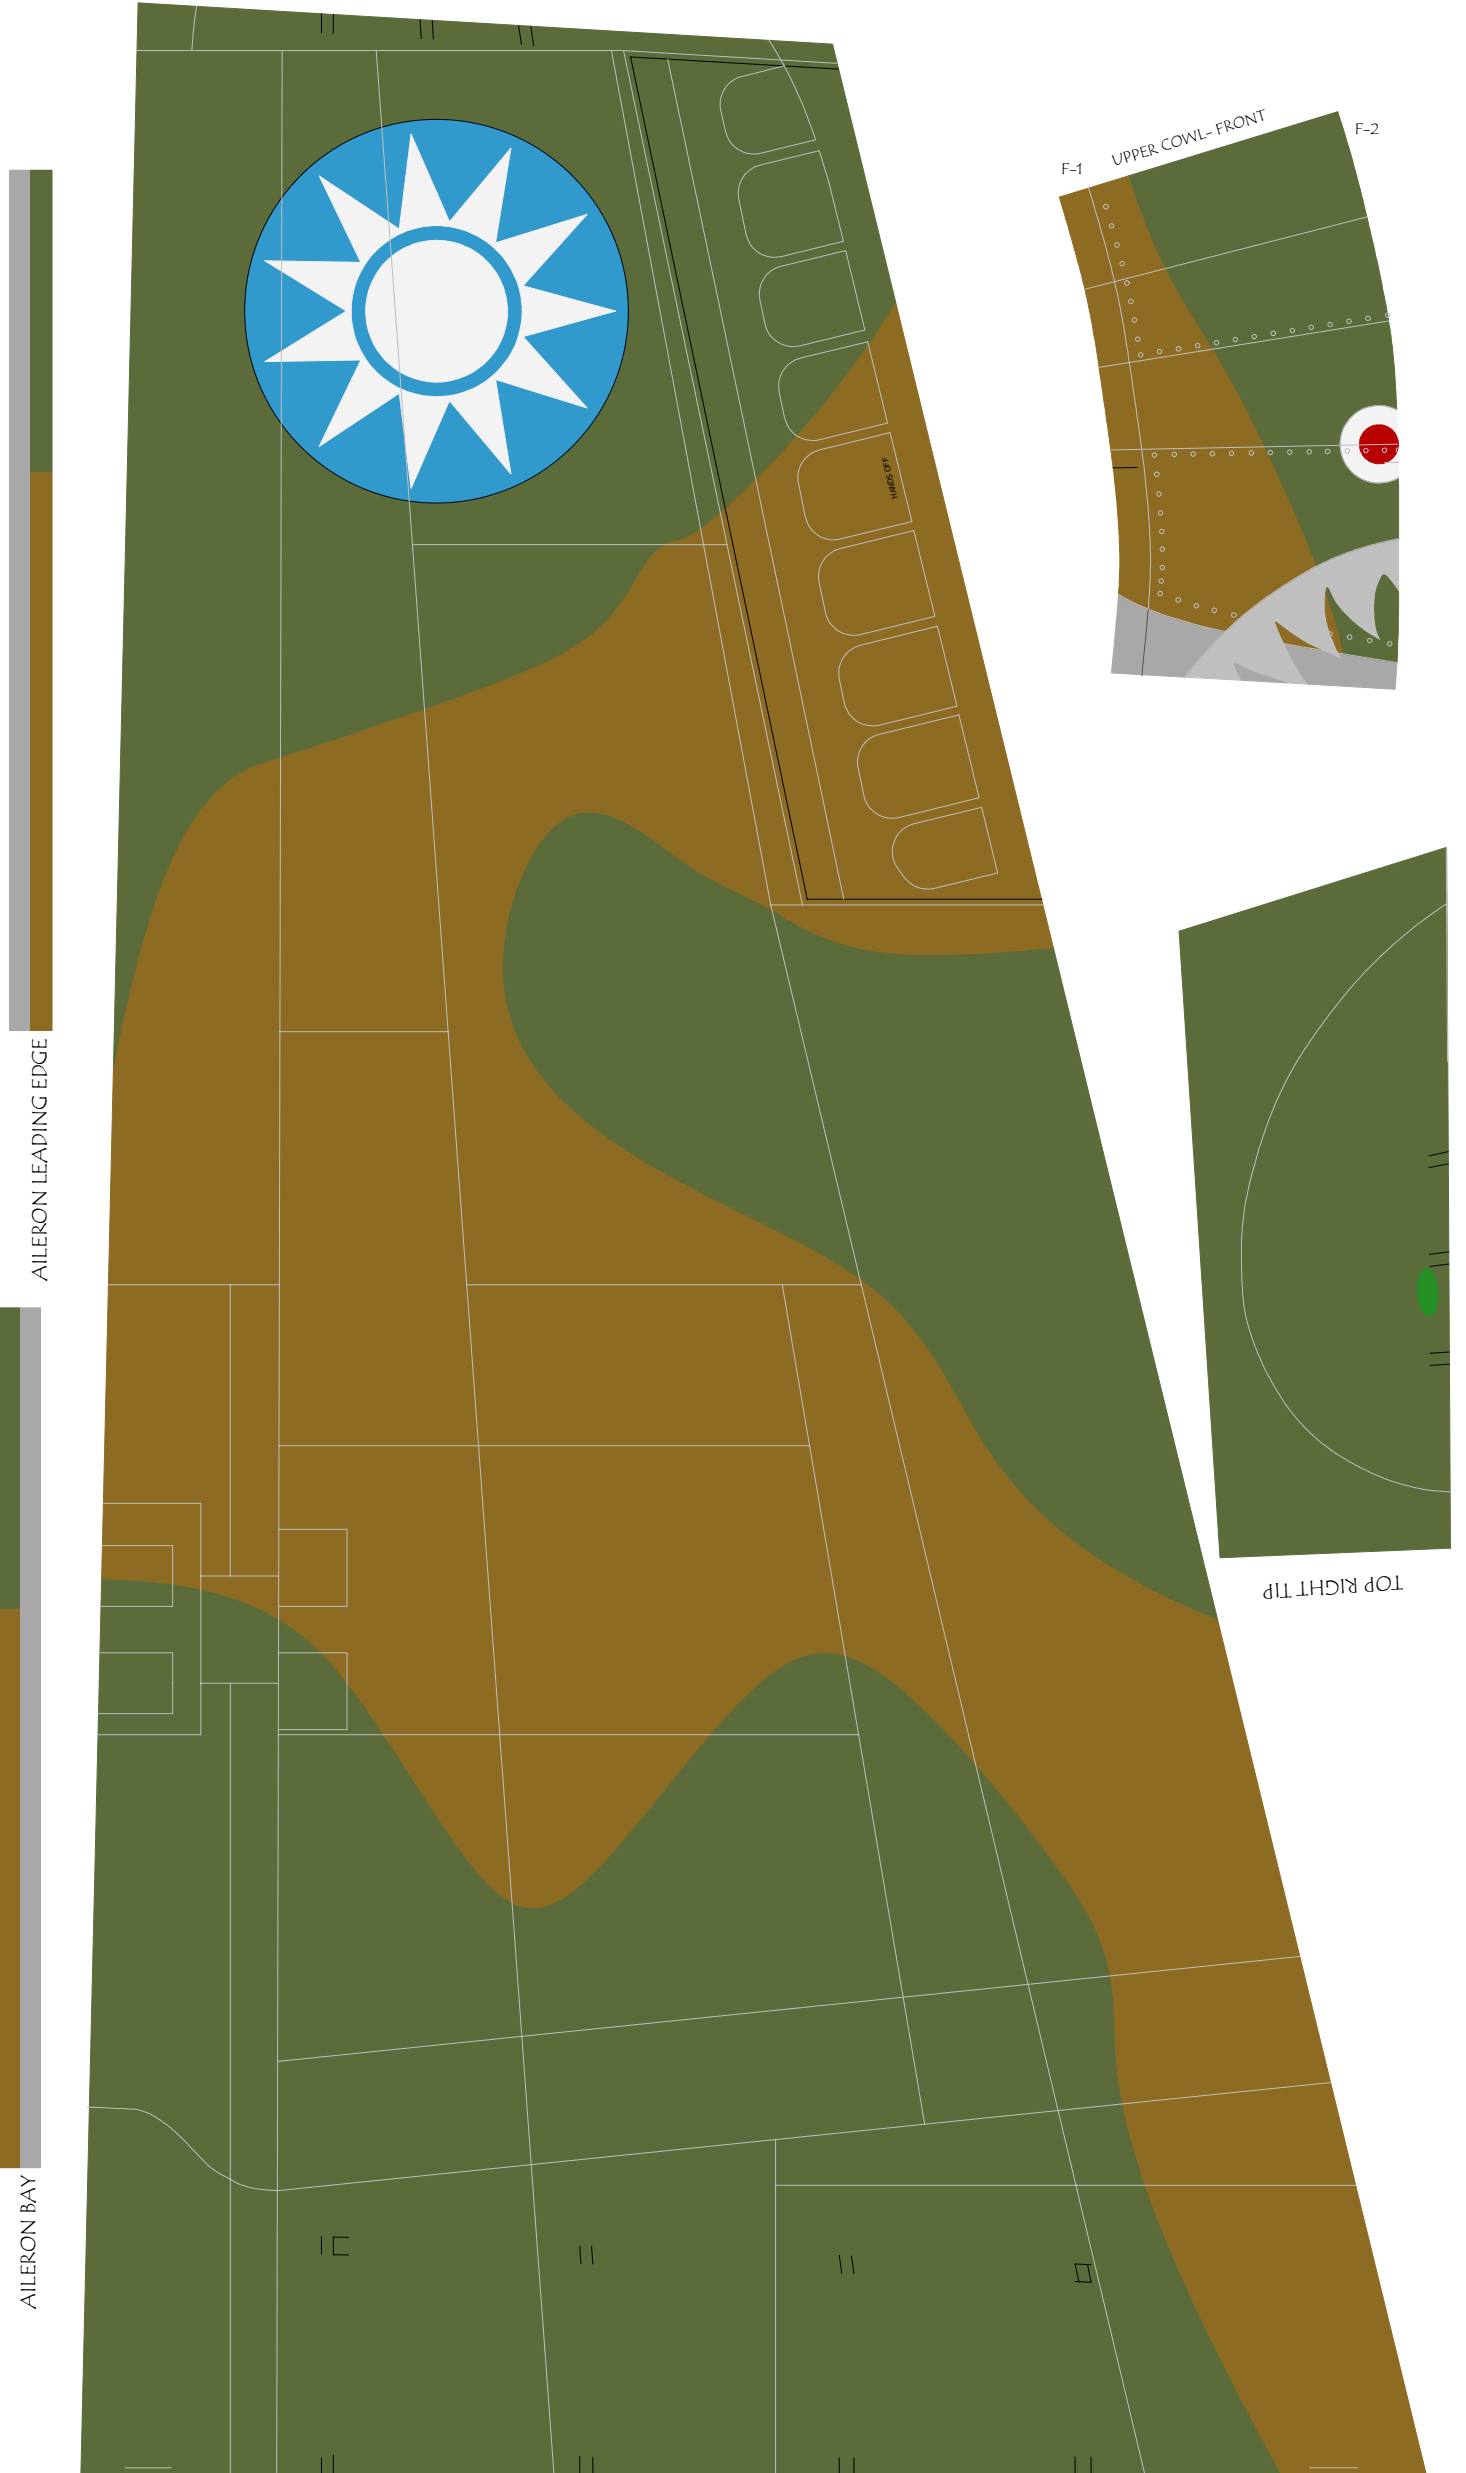 F-1
UPPER COWL- FRONT
F-2
HANDS OFF
AILERON LEADING EDGE
TOP RIGHT TIP
AILERON BAY